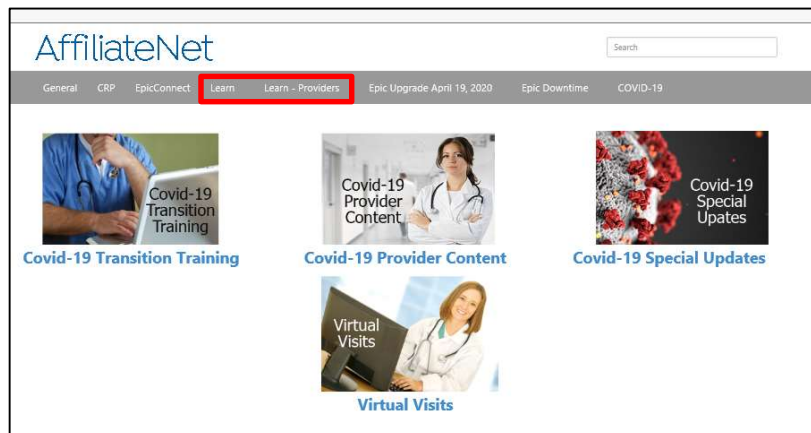 AffiliateNet
Search
General CRP EpicConnect Learn Learn - Providers Epic Upgrade April 19, 2020 Epic Downtime COVID-19
Covid-19
Transition
Training
Covid-19
Provider
Content
Covid-19
Special
Upates
Covid-19 Transition Training Covid-19 Provider Content Covid-19 Special Updates
Virtual
Visits
Virtual Visits